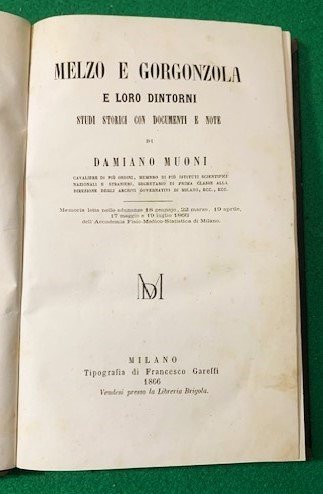 MELZO E GORGONZOLA
E LORO DINTORNI
STUDI STORICI CON DOCUMENTI E NOTE
DI
DAMIANO MUONI
CAVALIERE DI PIÙ ORDINI, MEMBRO DI PIÙ ISTITUTI SCIENTIFICI
NAZIONALI E STRANIERI, SEGRETARIO DI PRIMA CLASSE ALLA
DIREZIONE DEGLI ARCHIVI GOVERNATIVI DI MILANO, ECC., ECC.
Memoria letta nelle adunanze 18 gennajo, 22 marzo, 19 aprile,
17 maggio e 19 luglio 1866
dell'Accademia Fisio-Medico-Statistica di Milano.
MD
MILANO
Tipografia di Francesco Gareffi
1866
Vendesi presso la Libreria Brigola.